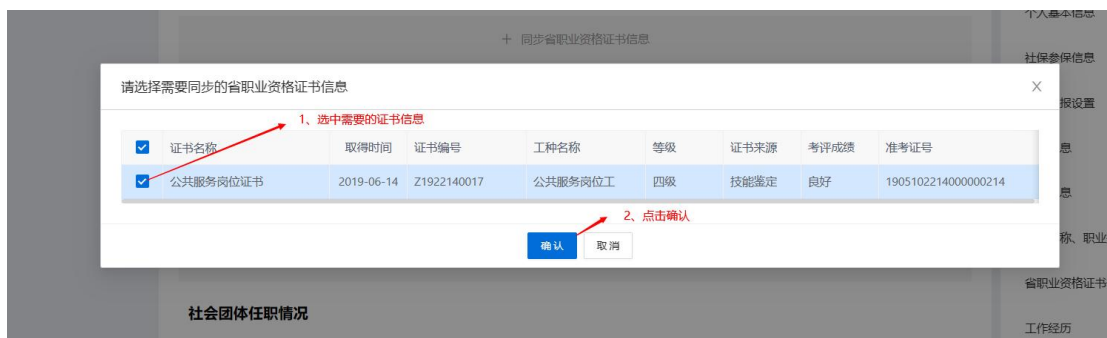 个人基本信息
+ 同步省职业资格证书信息
社保参保信息
请选择需要同步的省职业资格证书信息
报设置
1、选中需要的证书信息
证书名称 取得时间 证书编号 工种名称 等级 证书来源 考评成绩 准考证号
息
公共服务岗位证书 2019-06-14 Z1922140017 公共服务岗位工 四级 技能鉴定 良好 1905102214000000214
息
2、点击确认
确认 取消
称、职业
省职业资格证书
社会团体任职情况
工作经历